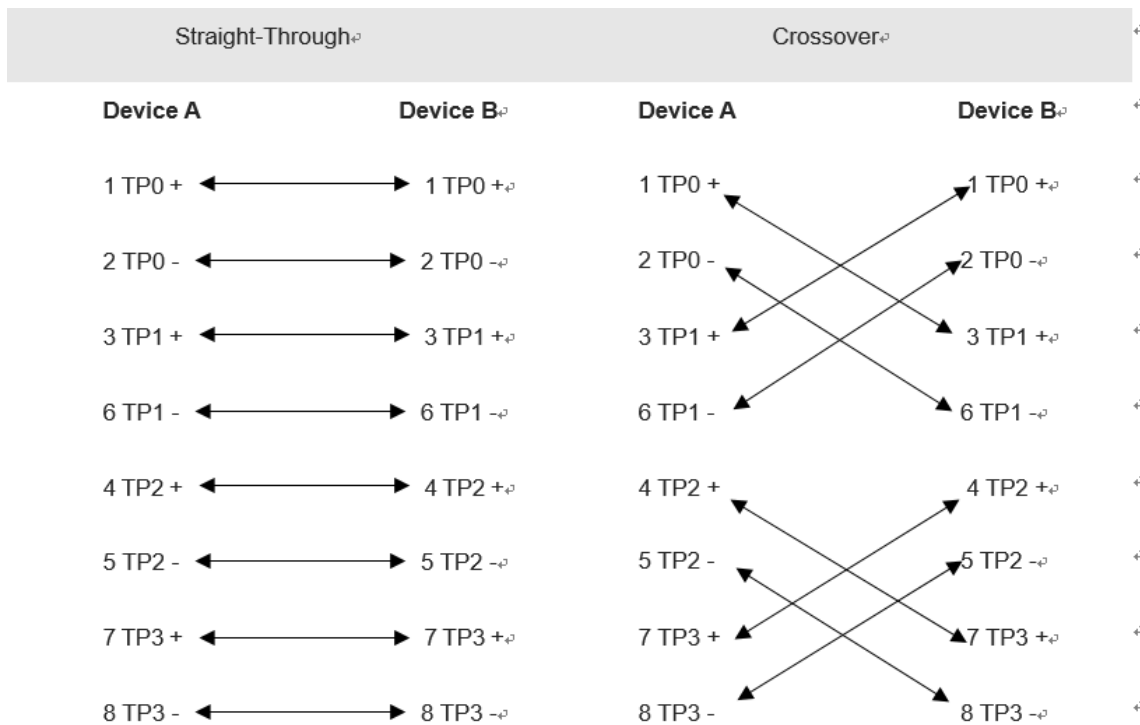 Straight-Through Crossover
Device A Device B Device A Device B
1 TP0 + 1 TP0 + 1 TP0 + 1 TP0 +
2 TP0 - 2 TP0 - 2 TP0 - 2 TP0 -
3 TP1 + 3 TP1 + 3 TP1 + 3 TP1 +
6 TP1 - 6 TP1 - 6 TP1 - 6 TP1 -
4 TP2 + 4 TP2 + 4 TP2 + 4 TP2 +
5 TP2 - 5 TP2 - 5 TP2 - 5 TP2 -
7 TP3 + 7 TP3 + 7 TP3 + 7 TP3 +
8 TP3 - 8 TP3 - 8 TP3 - 8 TP3 -